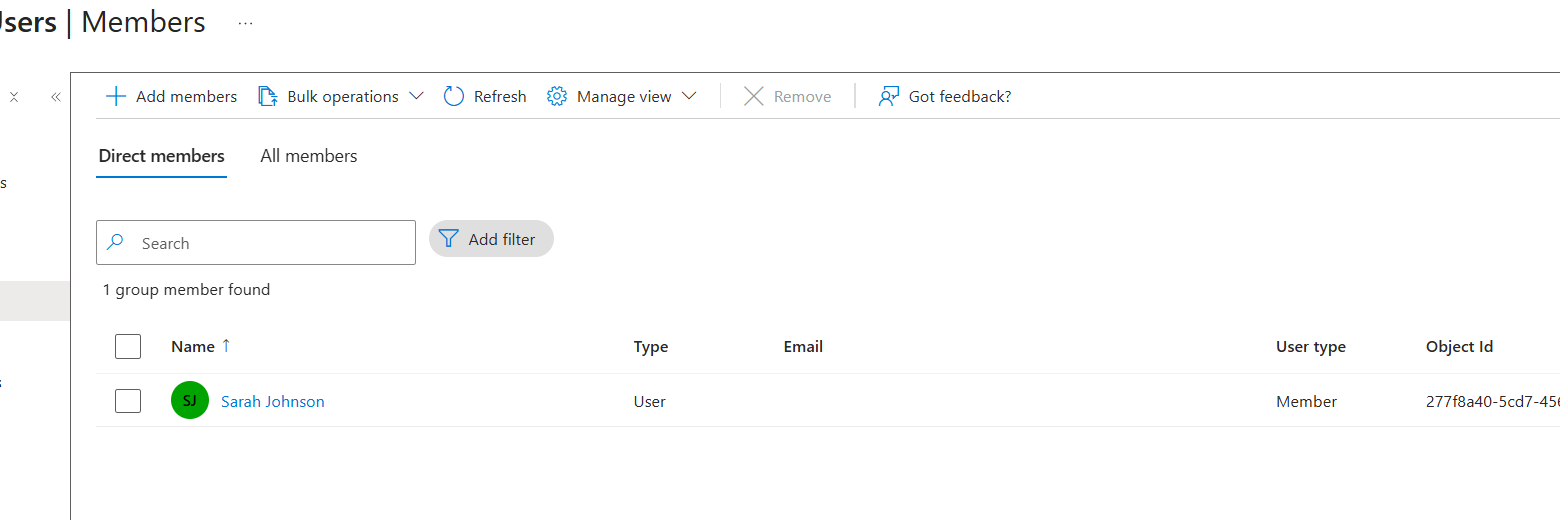 Users | Members ...
Add members Bulk operations Refresh Manage view Remove Got feedback?
Direct members All members
s
Search Add filter
1 group member found
Name ↑ Type Email User type Object Id
s
SJ Sarah Johnson User Member 277f8a40-5cd7-456